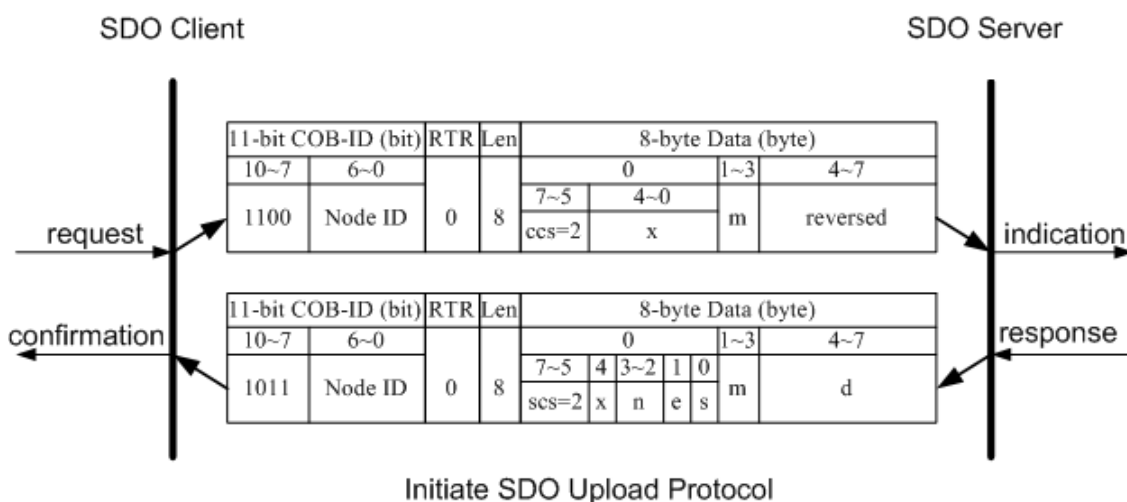 SDO Client
SDO Server
11-bit COB-ID (bit) RTR Len 8-byte Data (byte)
10~7 6~0 0 1~3 4~7
7~5 4~0
1100 Node ID 0 8 m reversed
ccs=2 x
request
indication
11-bit COB-ID (bit) RTR Len 8-byte Data (byte)
10~7 6~0 0 1~3 4~7
confirmation
response
7~5 4 3~2 1 0
1011 Node ID 0 8 m d
scs=2 x n e s
Initiate SDO Upload Protocol